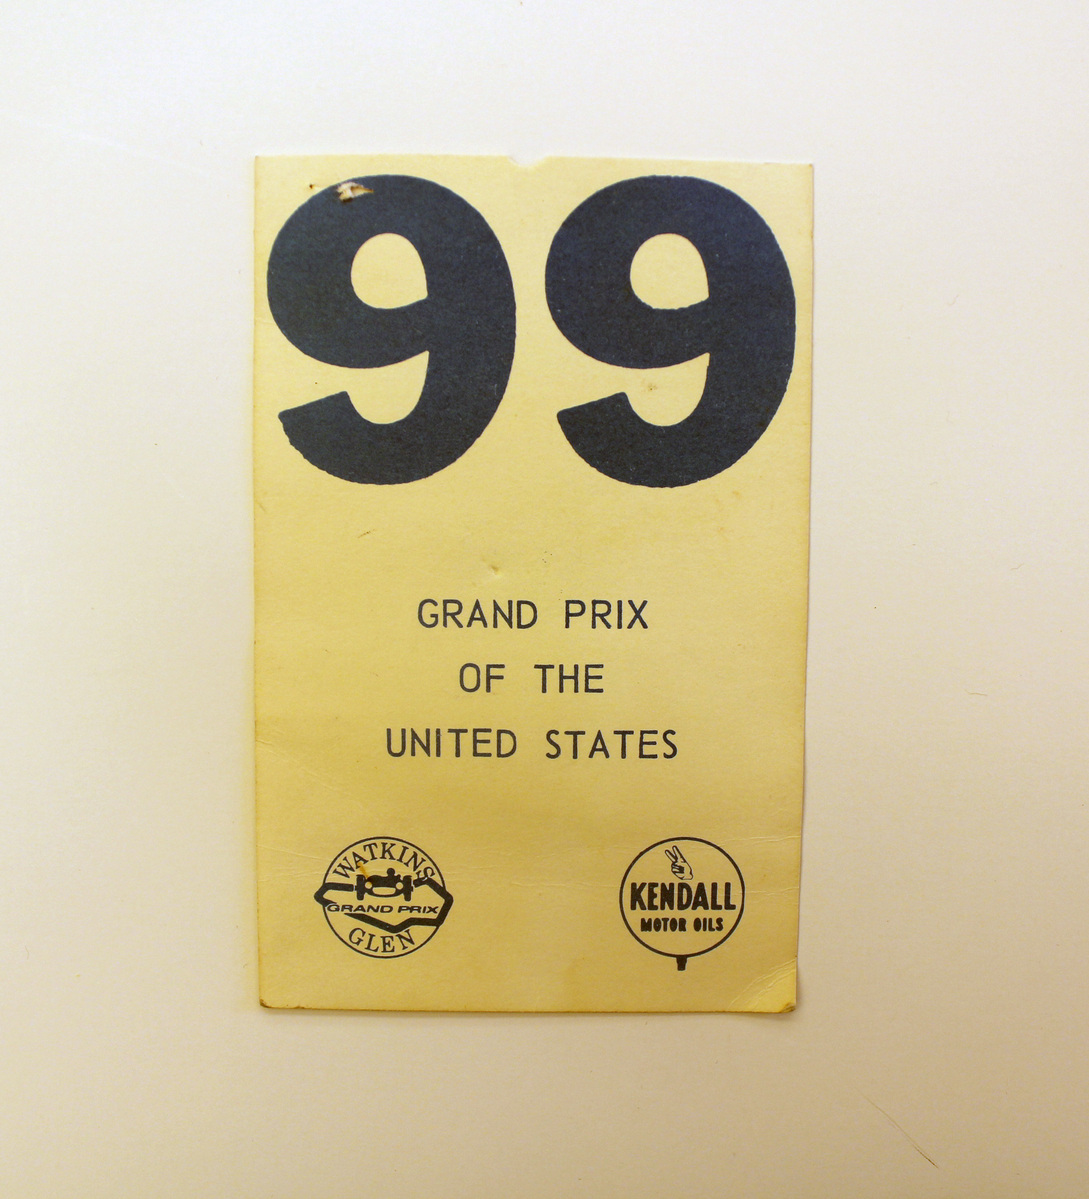 99
GRAND PRIX
OF THE
UNITED STATES
WATKINS
GRAND PRIX
GLEN
KENDALL
MOTOR OILS